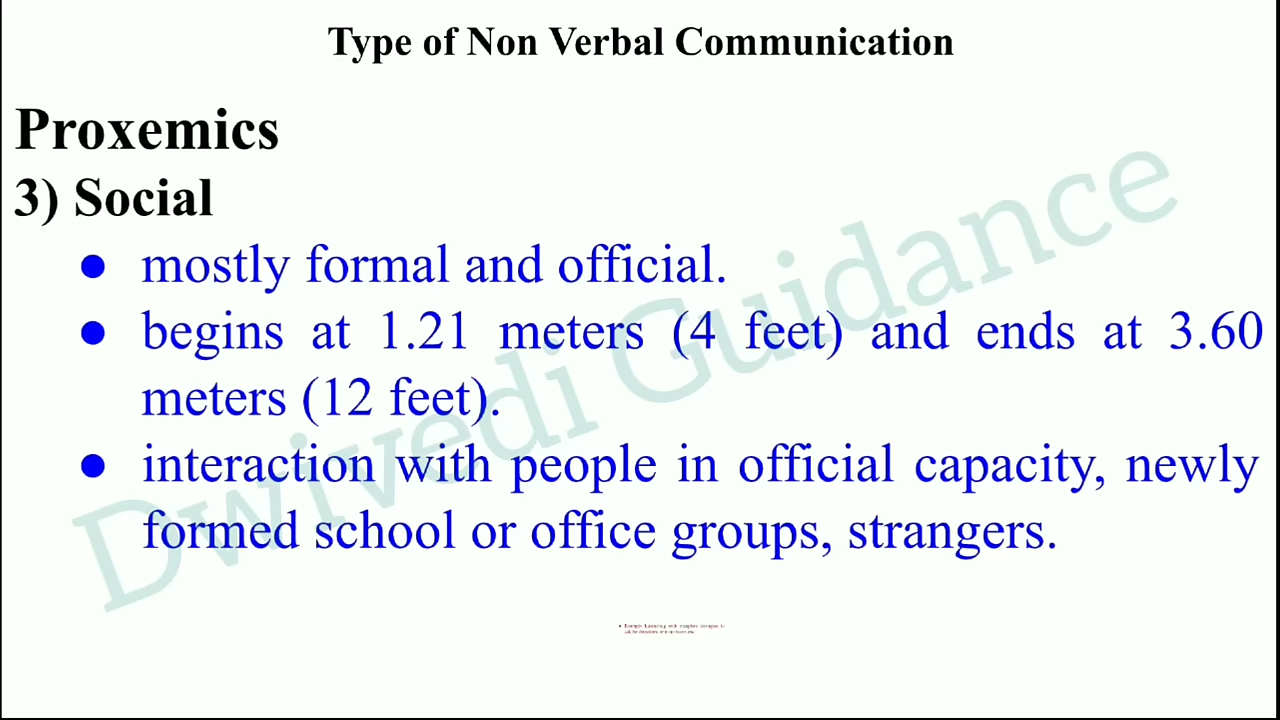 Type of Non Verbal Communication
Proxemics
3) Social
● mostly formal and official.
● begins at 1.21 meters (4 feet) and ends at 3.60
meters (12 feet).
● interaction with people in official capacity, newly
formed school or office groups, strangers.
Dwivedi Guidance